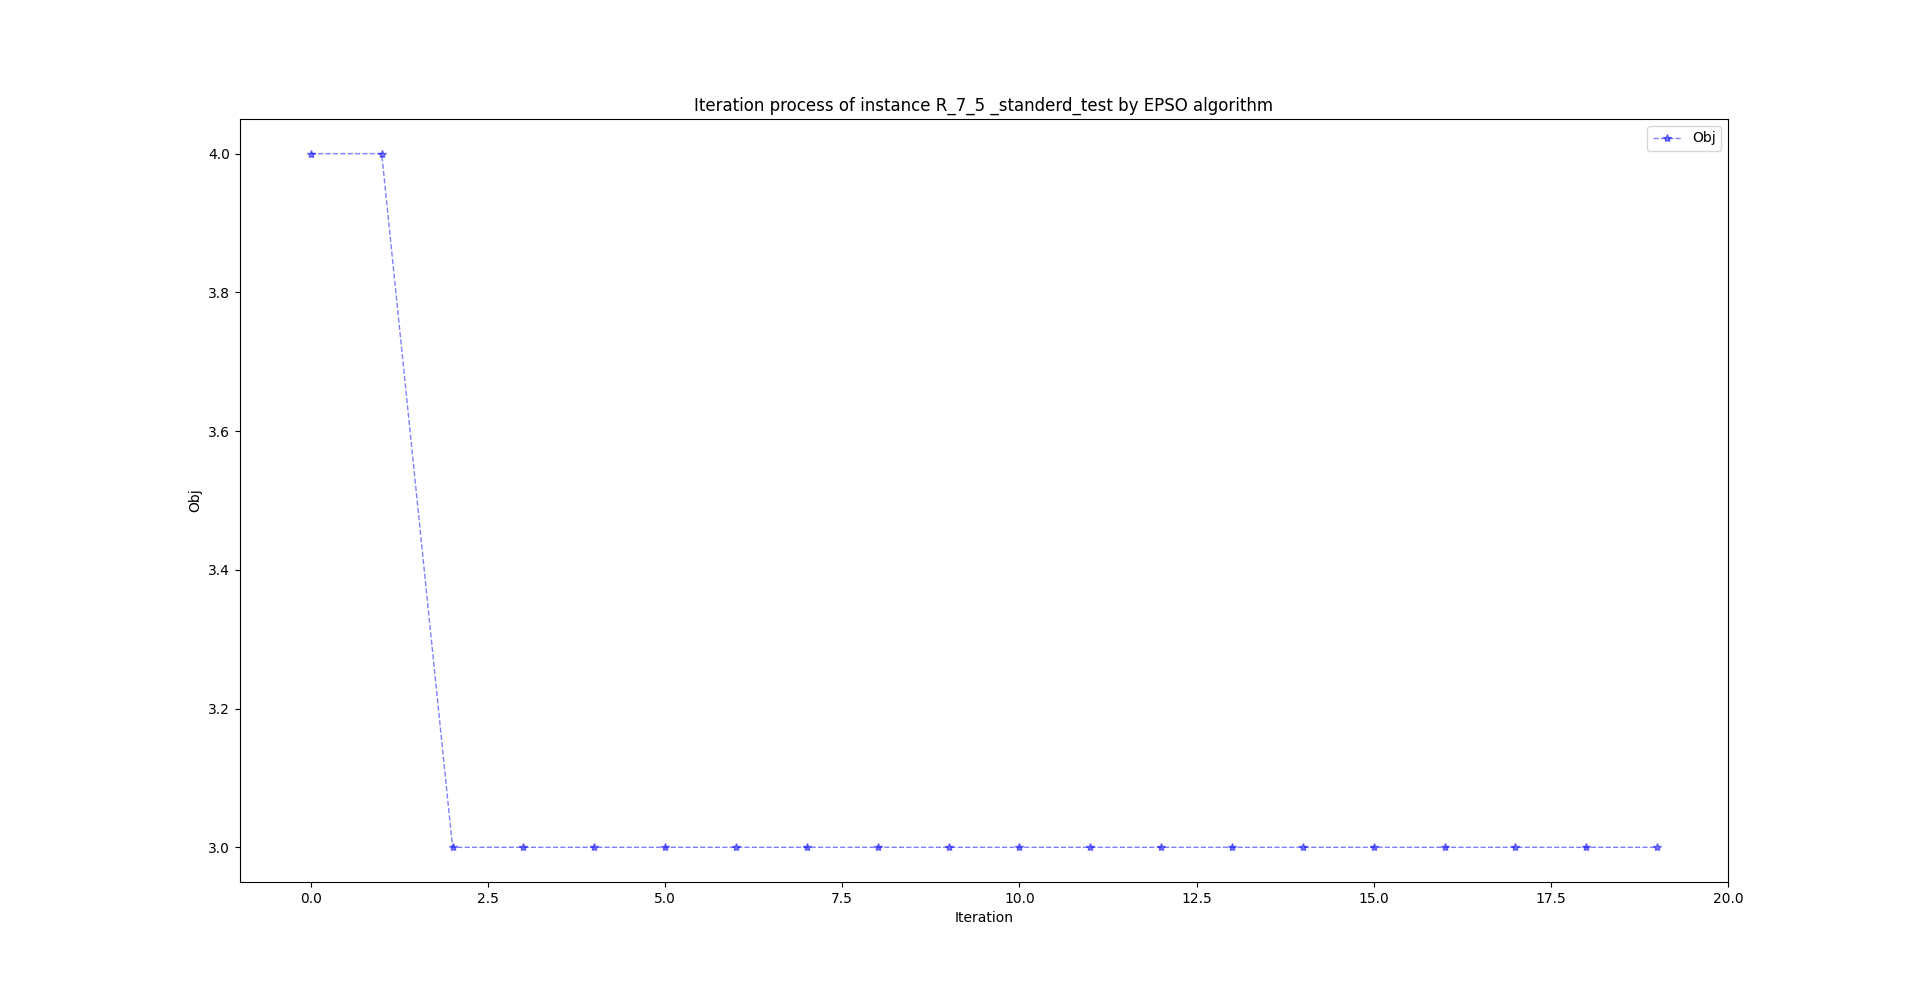 Iteration process of instance R_7_5 _standerd_test by EPSO algorithm
Obj
4.0
3.8
3.6
3.4
3.2
3.0
Obj
0.0 2.5 5.0 7.5 10.0 12.5 15.0 17.5 20.0
Iteration